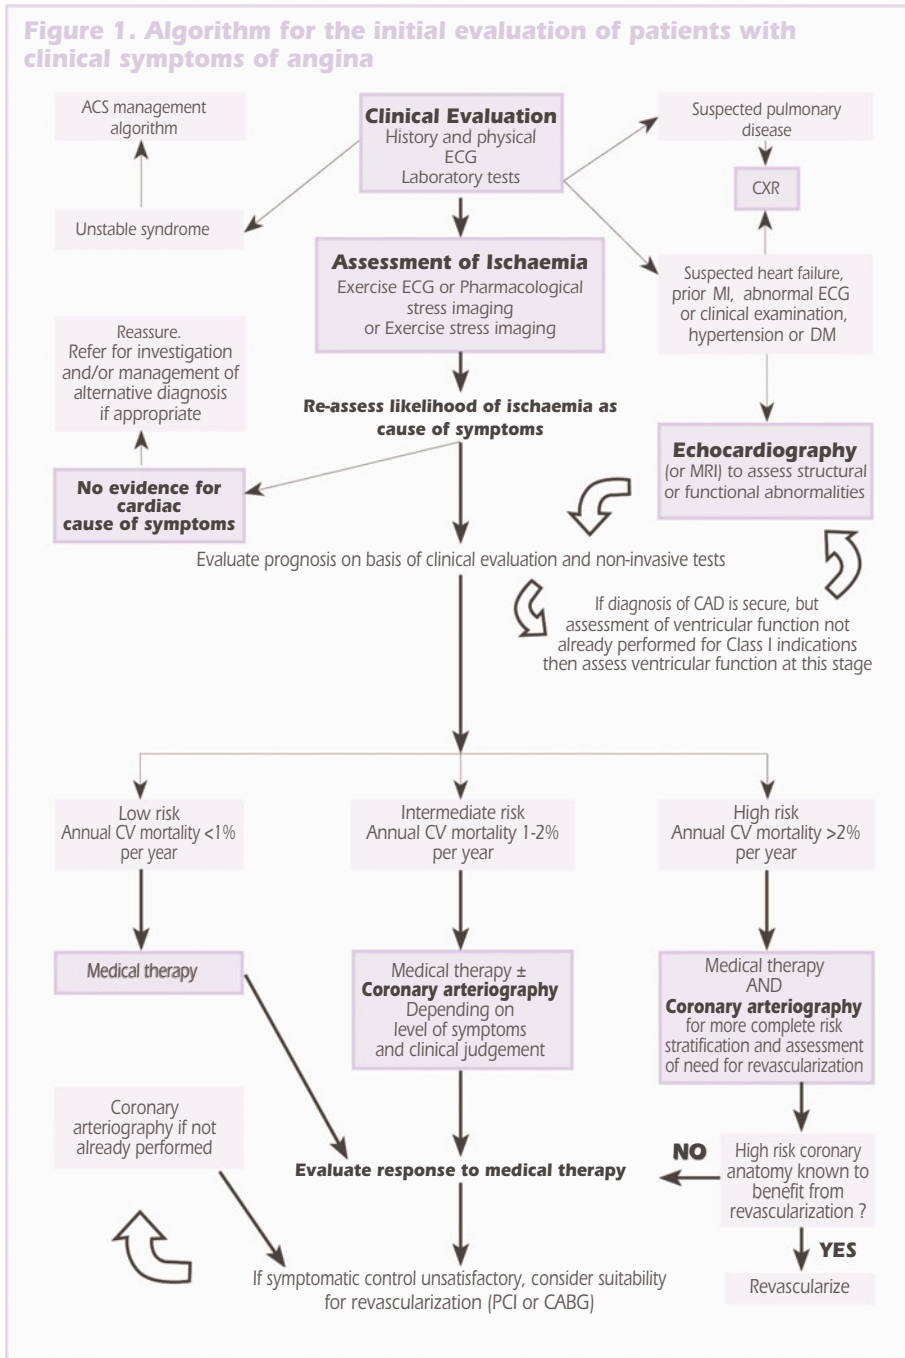 Figure 1. Algorithm for the initial evaluation of patients with
clinical symptoms of angina
ACS management
algorithm
Clinical Evaluation
History and physical
ECG
Laboratory tests
Suspected pulmonary
disease
CXR
Unstable syndrome
Assessment of Ischaemia
Exercise ECG or Pharmacological
stress imaging
or Exercise stress imaging
Suspected heart failure,
prior MI, abnormal ECG
or clinical examination,
hypertension or DM
Reassure.
Refer for investigation
and/or management of
alternative diagnosis
if appropriate
Re-assess likelihood of ischaemia as
cause of symptoms
Echocardiography
(or MRI) to assess structural
or functional abnormalities
No evidence for
cardiac
cause of symptoms
Evaluate prognosis on basis of clinical evaluation and non-invasive tests
If diagnosis of CAD is secure, but
assessment of ventricular function not
already performed for Class I indications
then assess ventricular function at this stage
Low risk
Annual CV mortality <1%
per year
Intermediate risk
Annual CV mortality 1-2%
per year
High risk
Annual CV mortality >2%
per year
Medical therapy
Medical therapy ±
Coronary arteriography
Depending on
level of symptoms
and clinical judgement
Medical therapy
AND
Coronary arteriography
for more complete risk
stratification and assessment
of need for revascularization
Coronary
arteriography if not
already performed
Evaluate response to medical therapy
NO
High risk coronary
anatomy known to
benefit from
revascularization ?
YES
Revascularize
If symptomatic control unsatisfactory, consider suitability
for revascularization (PCI or CABG)